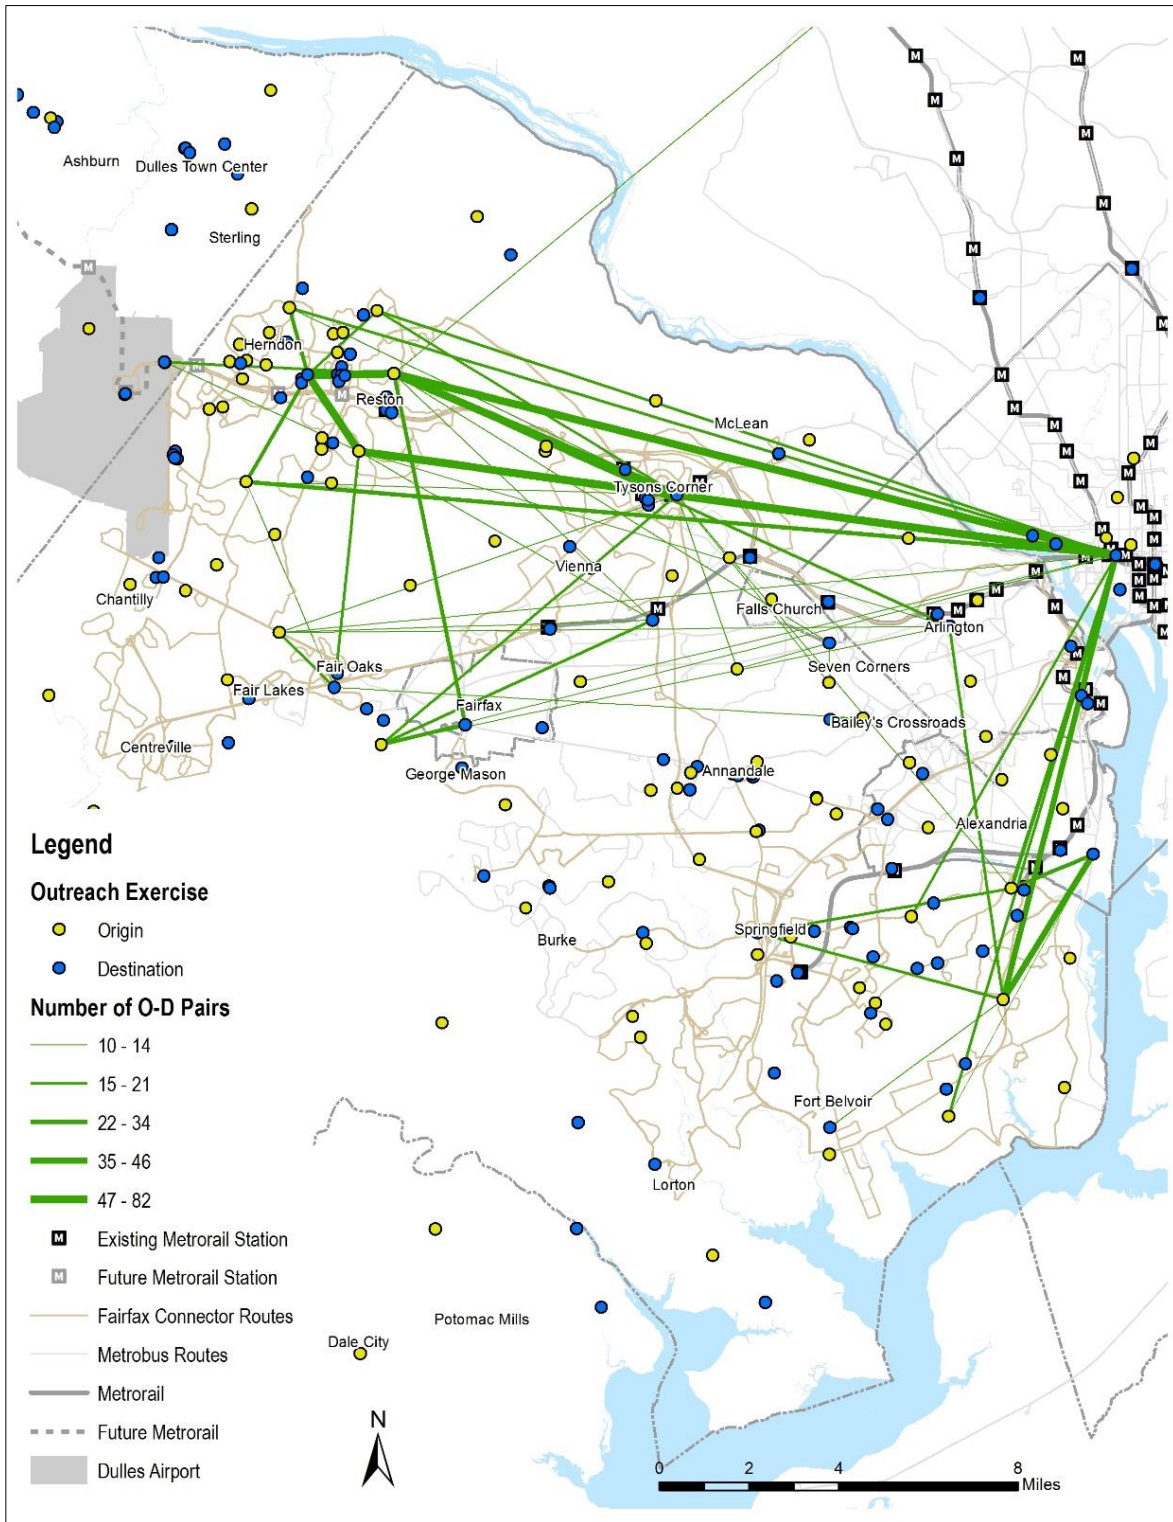 Ashburn
Dulles Town Center
Sterling
Herndon
Reston
McLean
Tysons Corner
Vienna
Chantilly
Falls Church
Arlington
Fair Oaks
Seven Corners
Fair Lakes
Fairfax
Bailey's Crossroads
Centreville
George Mason
Annandale
Alexandria
Springfield
Burke
Fort Belvoir
Lorton
Potomac Mills
Dale City
Legend
Outreach Exercise
Origin
Destination
Number of O-D Pairs
10 - 14
15 - 21
22 - 34
35 - 46
47 - 82
M Existing Metrorail Station
M Future Metrorail Station
Fairfax Connector Routes
Metrobus Routes
Metrorail
Future Metrorail
Dulles Airport
N
0 2 4 8
Miles